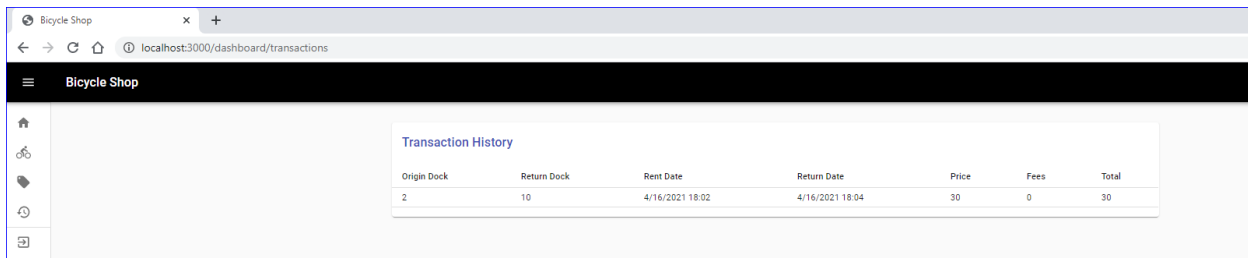 Bicycle Shop
localhost:3000/dashboard/transactions
Bicycle Shop
Transaction History
Origin Dock Return Dock Rent Date Return Date Price Fees Total
2 10 4/16/2021 18:02 4/16/2021 18:04 30 0 30